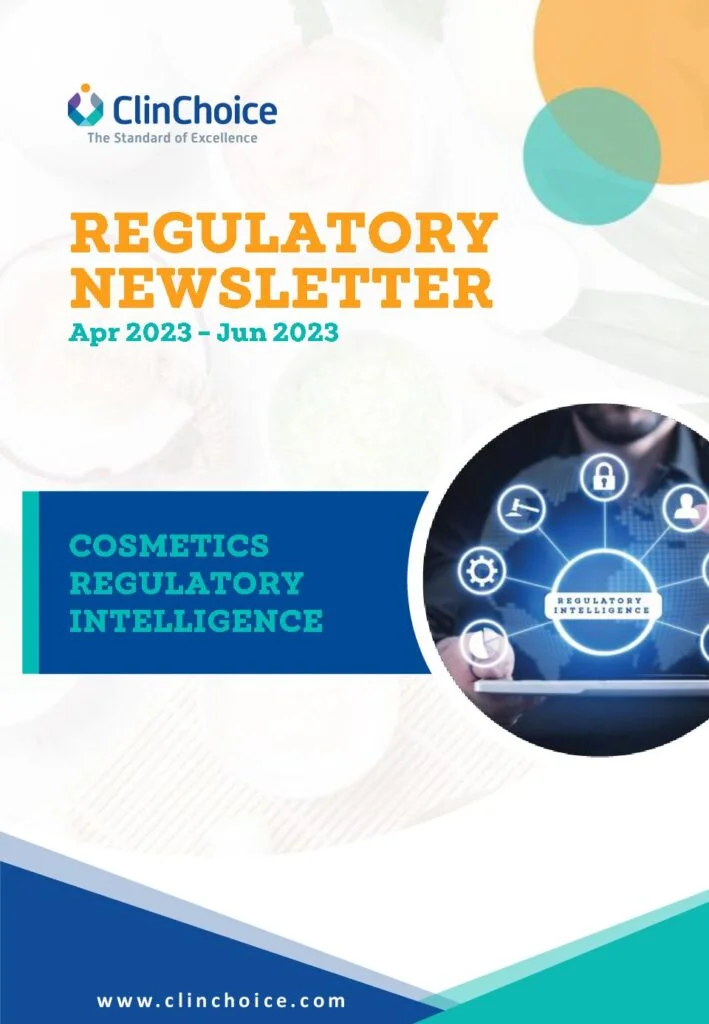 ClinChoice
The Standard of Excellence
REGULATORY
NEWSLETTER
Apr 2023 – Jun 2023
COSMETICS
REGULATORY
INTELLIGENCE
REGULATORY
INTELLIGENCE
www.clinchoice.com